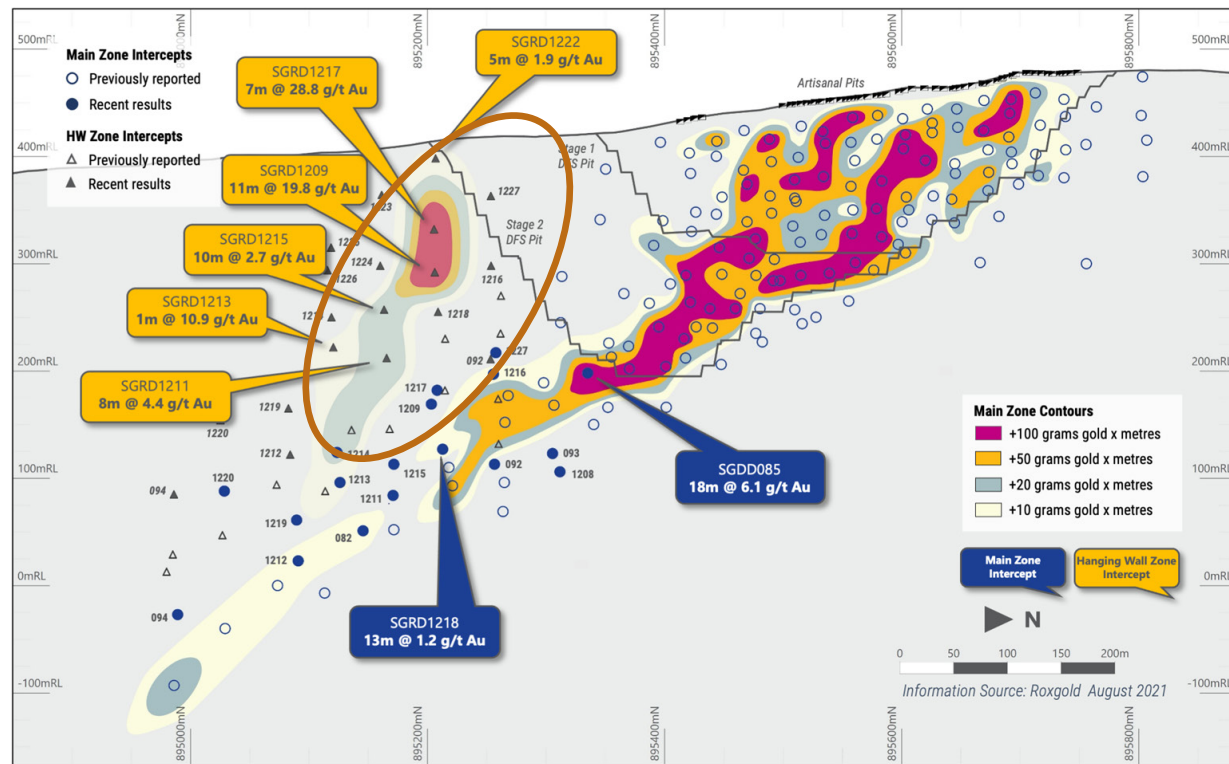 500mRL
400mRL
300mRL
200mRL
100mRL
0mRL
-100mRL
895000mN
895200mN
895400mN
895600mN
895800mN
500mRL
400mRL
300mRL
200mRL
100mRL
0mRL
-100mRL
Main Zone Intercepts
Previously reported
Recent results
HW Zone Intercepts
Previously reported
Recent results
SGRD1222
5m @ 1.9 g/t Au
SGRD1217
7m @ 28.8 g/t Au
SGRD1209
11m @ 19.8 g/t Au
SGRD1215
10m @ 2.7 g/t Au
SGRD1213
1m @ 10.9 g/t Au
SGRD1211
8m @ 4.4 g/t Au
Artisanal Pits
Stage 1
DFS Pit
Stage 2
DFS Pit
1227
1224
1226
1216
1218
092
1227
1216
1217
1209
1219
1220
1212
1214
1215
1213
1211
093
092
1208
094
1220
1219
082
1212
094
SGDD085
18m @ 6.1 g/t Au
SGRD1218
13m @ 1.2 g/t Au
Main Zone Contours
+100 grams gold x metres
+50 grams gold x metres
+20 grams gold x metres
+10 grams gold x metres
Main Zone
Intercept
Hanging Wall Zone
Intercept
N
0 50 100 150 200m
Information Source: Roxgold August 2021
895000mN
895200mN
895400mN
895600mN
895800mN